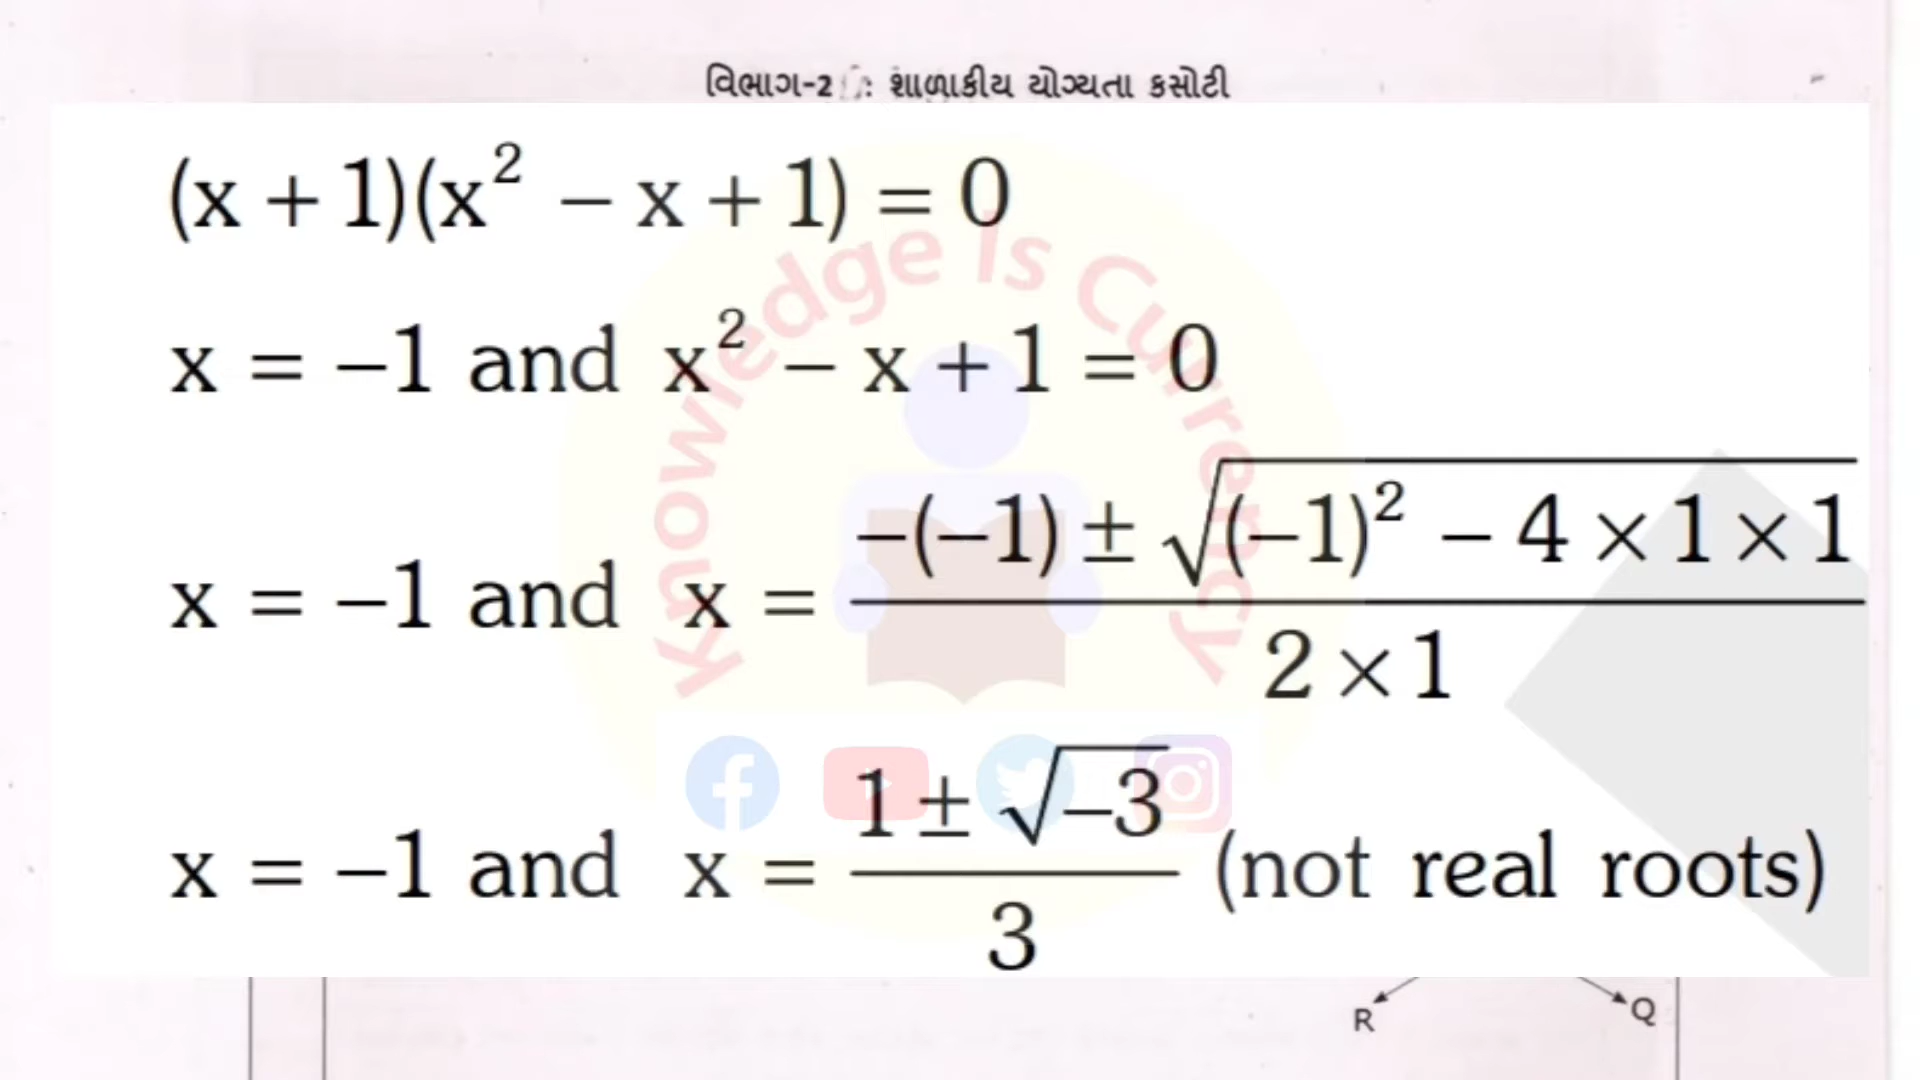 વિભાગ-2 : શાળાકીય યોગ્યતા કસોટી
(x + 1)(x² − x + 1) = 0
x = −1 and x² − x + 1 = 0
x = −1 and x = (−(−1) ± √((−1)² − 4 × 1 × 1)) / (2 × 1)
x = −1 and x = (1 ± √−3) / 3 (not real roots)
Knowledge Is Currency
R Q